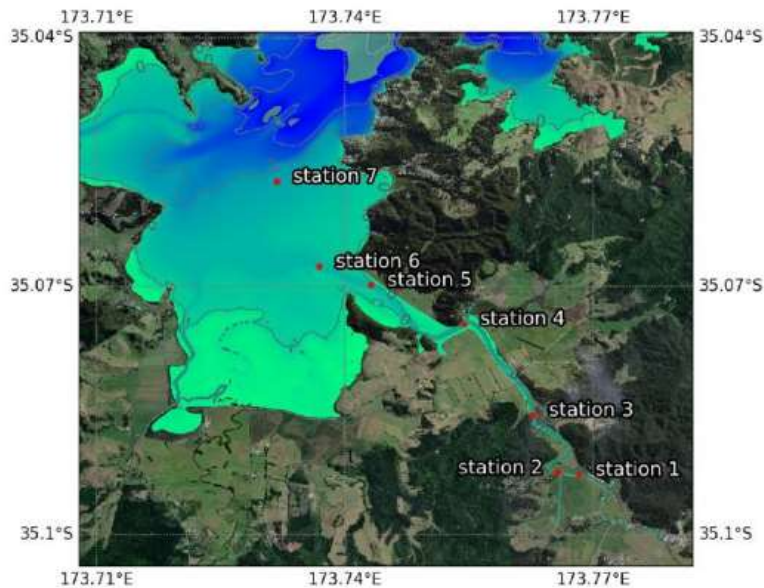 173.71°E 173.74°E 173.77°E
35.04°S 35.04°S
station 7
station 6
station 5
35.07°S 35.07°S
station 4
station 3
station 2 station 1
35.1°S 35.1°S
173.71°E 173.74°E 173.77°E